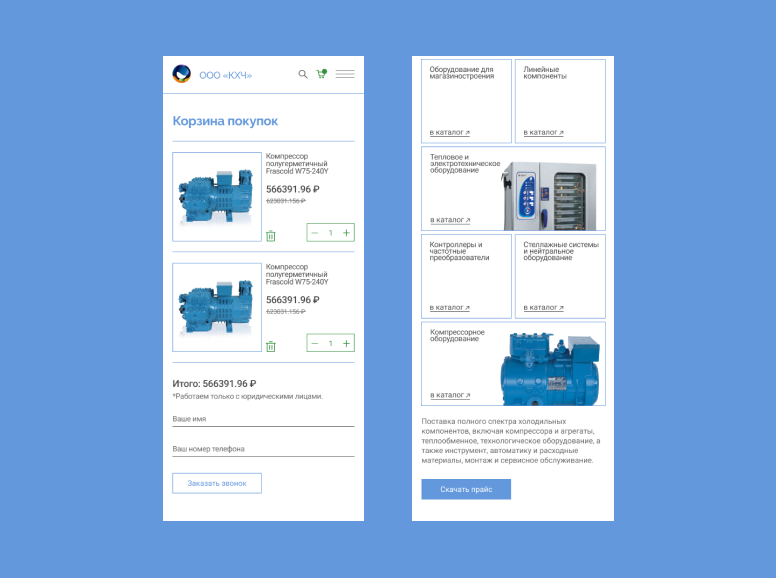 ООО «КХЧ»
Корзина покупок
Компрессор
полугерметичный
Frascold W75-240Y
566391.96 ₽
623031.156 ₽
1
Компрессор
полугерметичный
Frascold W75-240Y
566391.96 ₽
623031.156 ₽
1
Итого: 566391.96 ₽
*Работаем только с юридическими лицами.
Ваше имя
Ваш номер телефона
Заказать звонок
Оборудование для
магазиностроения
в каталог
Линейные
компоненты
в каталог
Тепловое и
электротехническое
оборудование
в каталог
Контроллеры и
частотные
преобразователи
в каталог
Стеллажные системы
и нейтральное
оборудование
в каталог
Компрессорное
оборудование
в каталог
Поставка полного спектра холодильных
компонентов, включая компрессора и агрегаты,
теплообменное, технологическое оборудование, а
также инструмент, автоматику и расходные
материалы, монтаж и сервисное обслуживание.
Скачать прайс